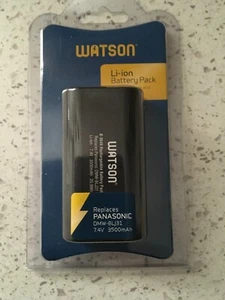 WATSON
Li-ion
Battery Pack
WATSON
Replaces
PANASONIC
DMW-BLJ31
7.4V 3500mAh